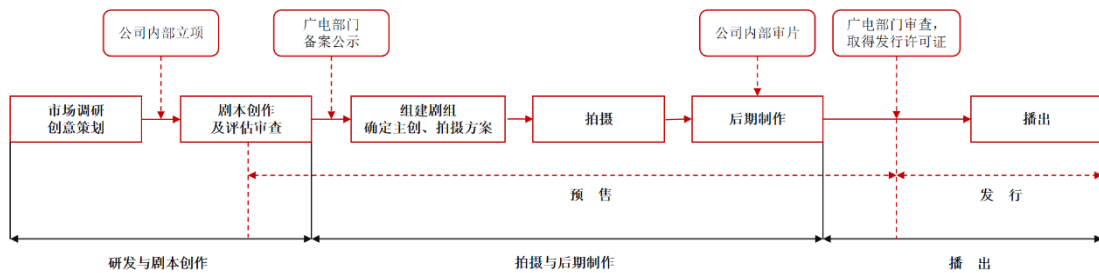 公司内部立项
广电部门
备案公示
公司内部审片
广电部门审查，
取得发行许可证
市场调研
创意策划
剧本创作
及评估审查
组建剧组
确定主创、拍摄方案
拍摄
后期制作
播出
预 售
发 行
研发与剧本创作
拍摄与后期制作
播 出